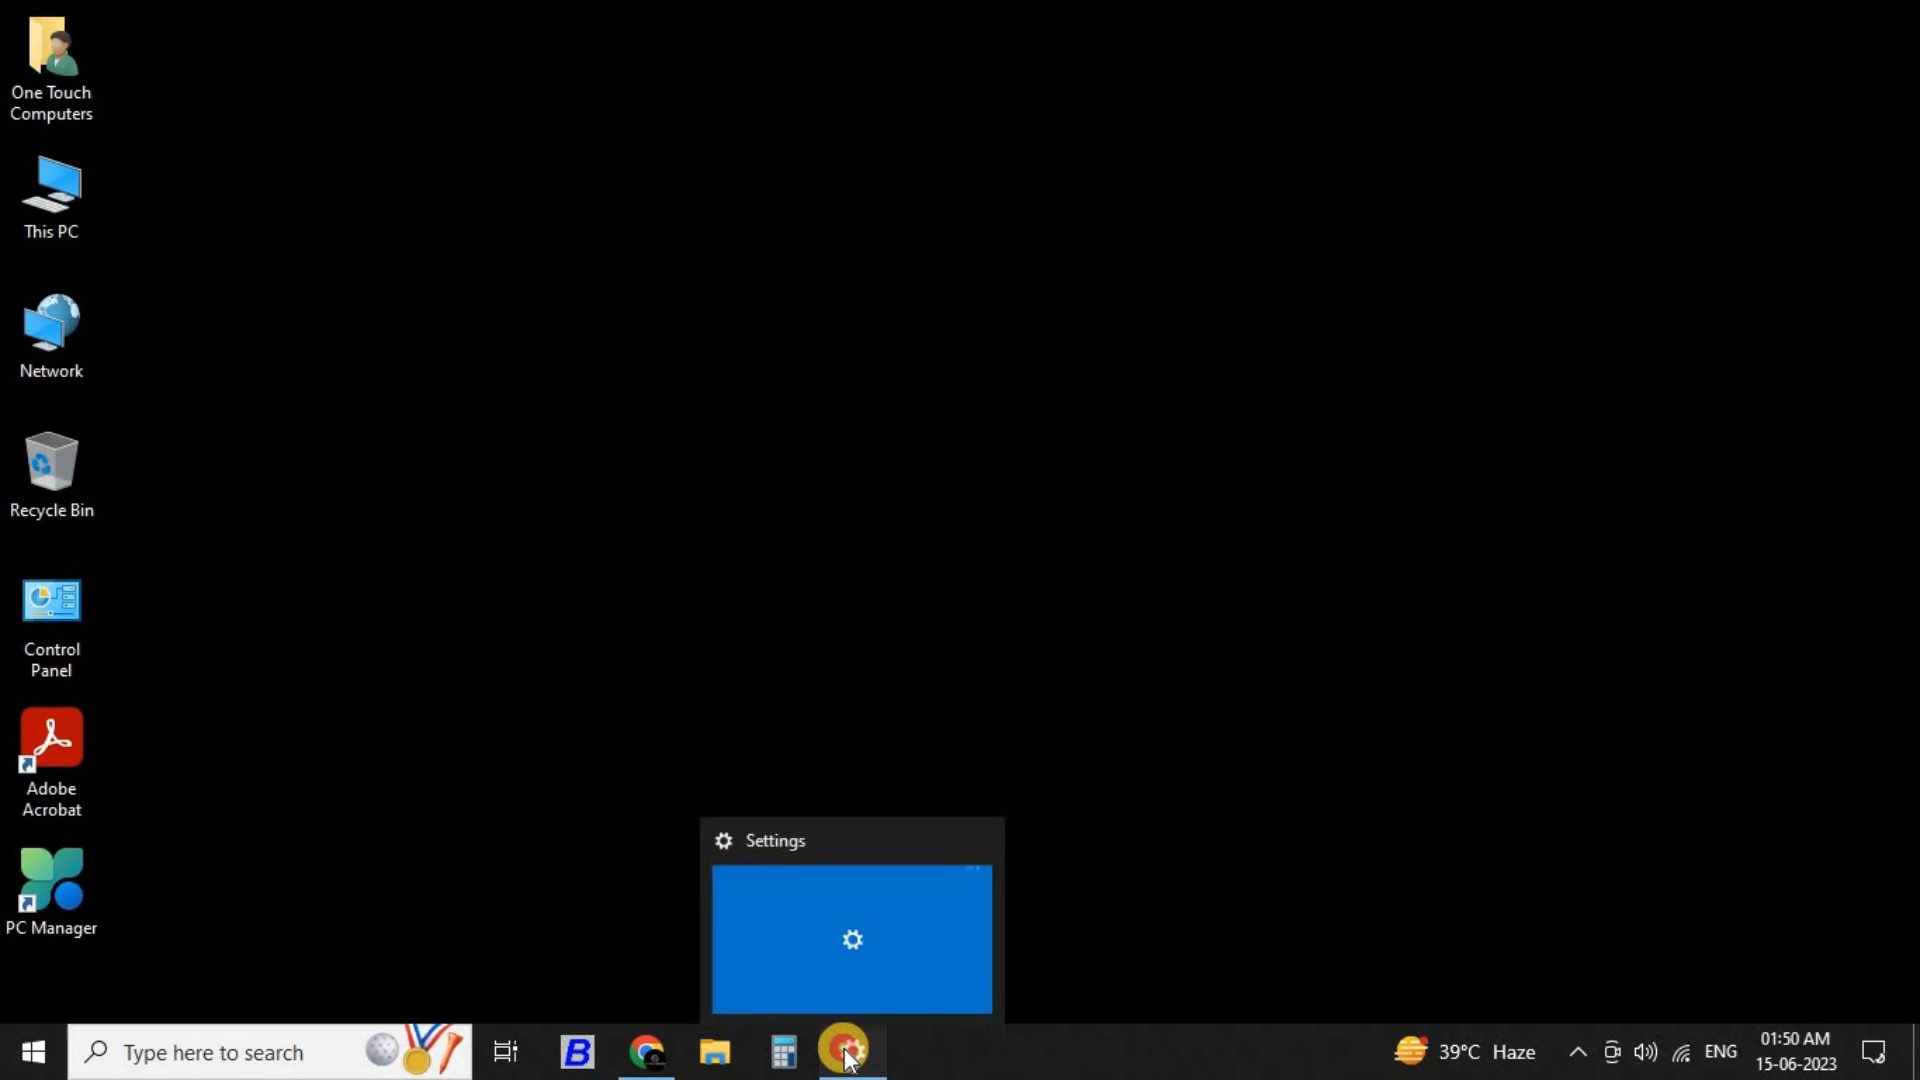 One Touch
Computers
This PC
Network
Recycle Bin
Control
Panel
Adobe
Acrobat
PC Manager
Settings
Type here to search
B
39°C Haze
ENG
01:50 AM
15-06-2023